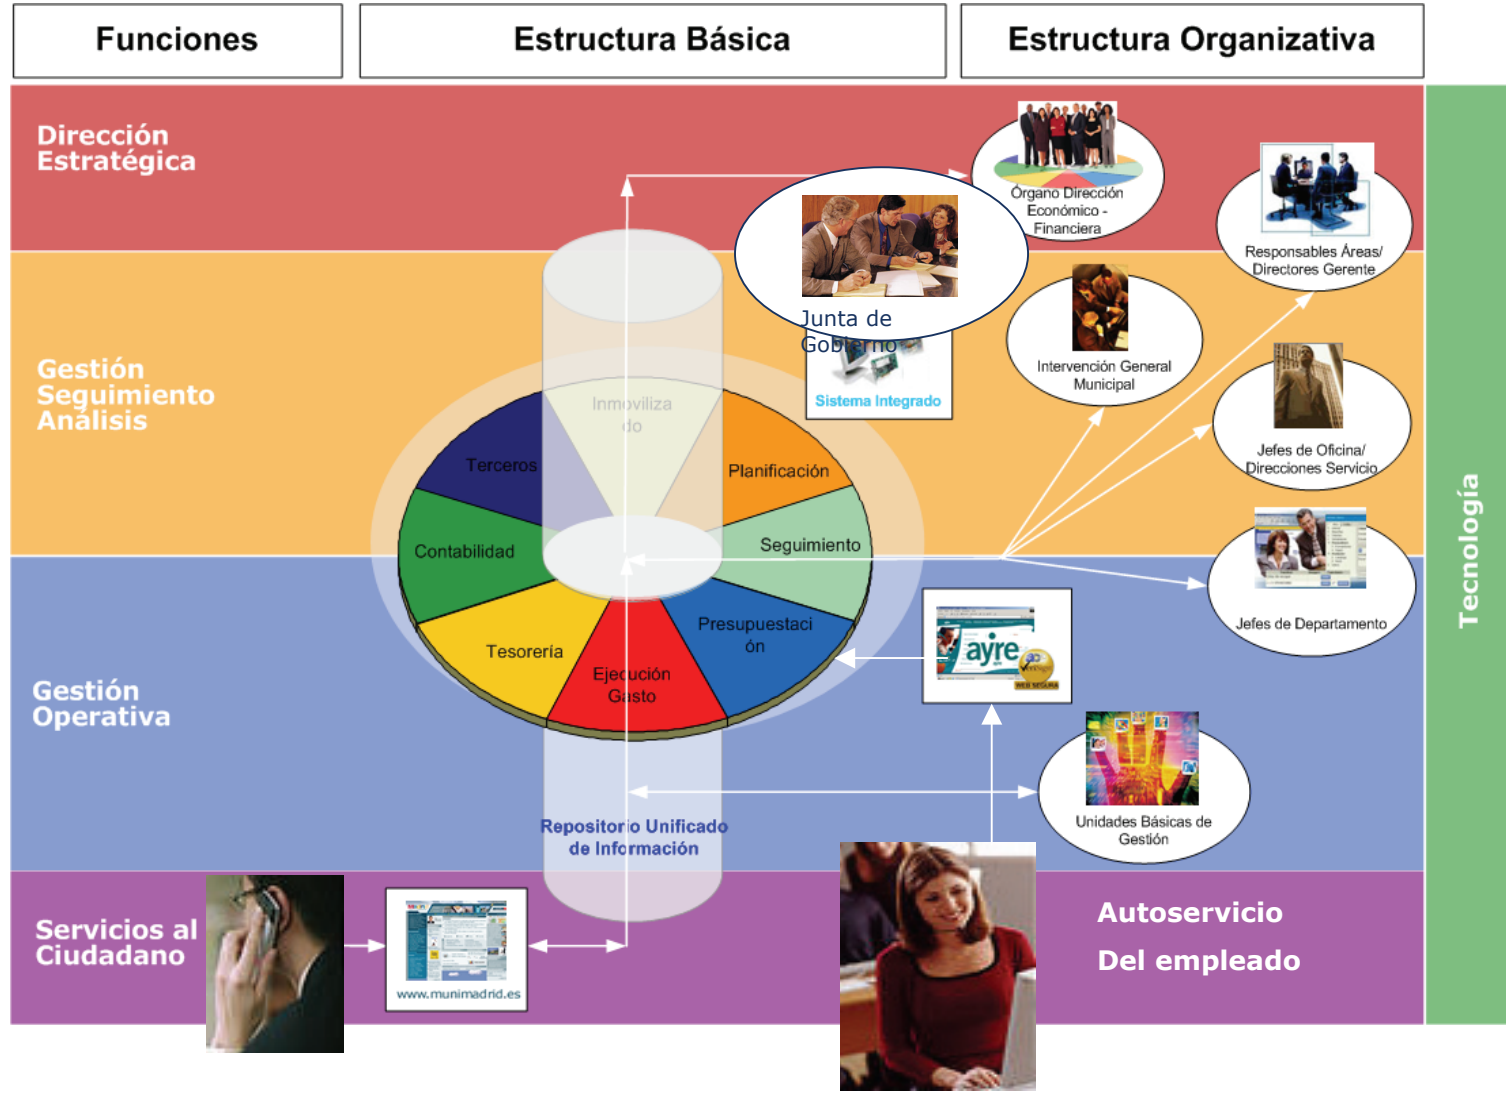 Funciones
Estructura Básica
Estructura Organizativa
Dirección
Estratégica
Órgano Dirección
Económico -
Financiera
Responsables Áreas/
Directores Gerente
Junta de
Gobierno
Sistema Integrado
Intervención General
Municipal
Gestión
Seguimiento
Análisis
Inmoviliza
do
Terceros
Planificación
Jefes de Oficina/
Direcciones Servicio
Contabilidad
Seguimiento
Tecnología
Tesorería
Presupuestaci
ón
Ejecución
Gasto
ayre
WEB SEGURA
Jefes de Departamento
Gestión
Operativa
Unidades Básicas de
Gestión
Repositorio Unificado
de Información
Servicios al
Ciudadano
www.munimadrid.es
Autoservicio
Del empleado